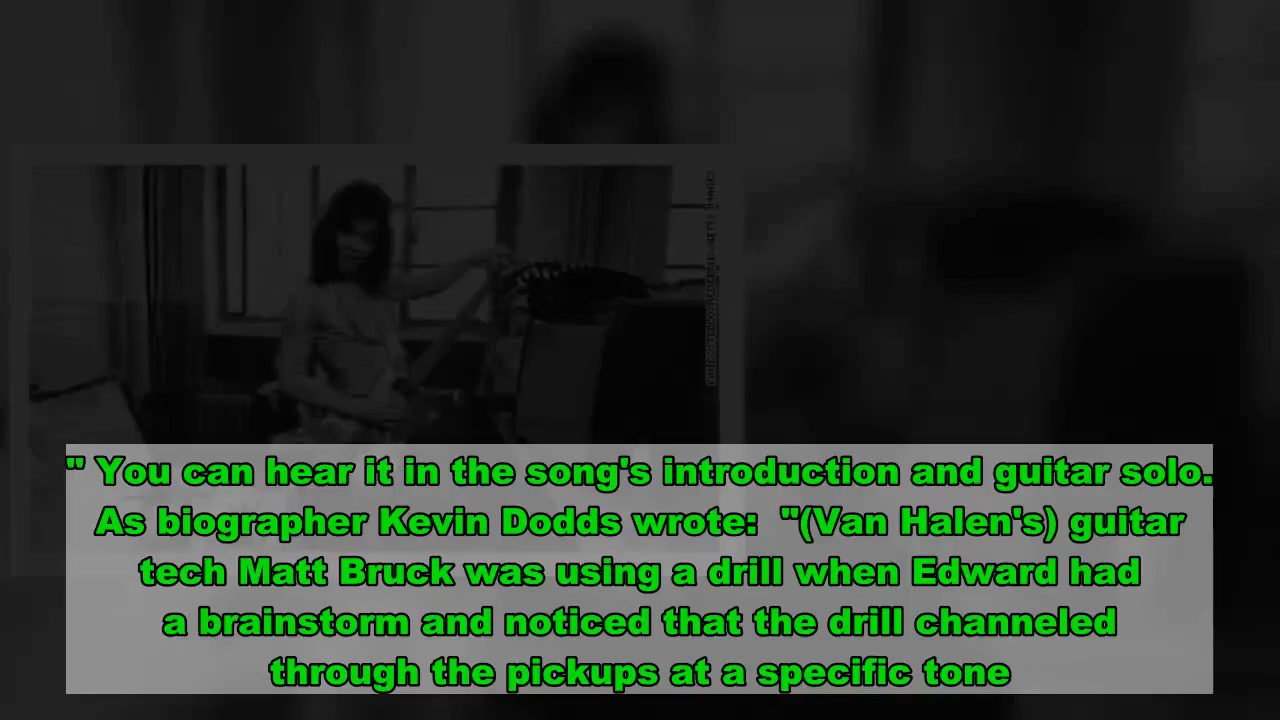 " You can hear it in the song's introduction and guitar solo.
As biographer Kevin Dodds wrote:  "(Van Halen's) guitar
tech Matt Bruck was using a drill when Edward had
a brainstorm and noticed that the drill channeled
through the pickups at a specific tone